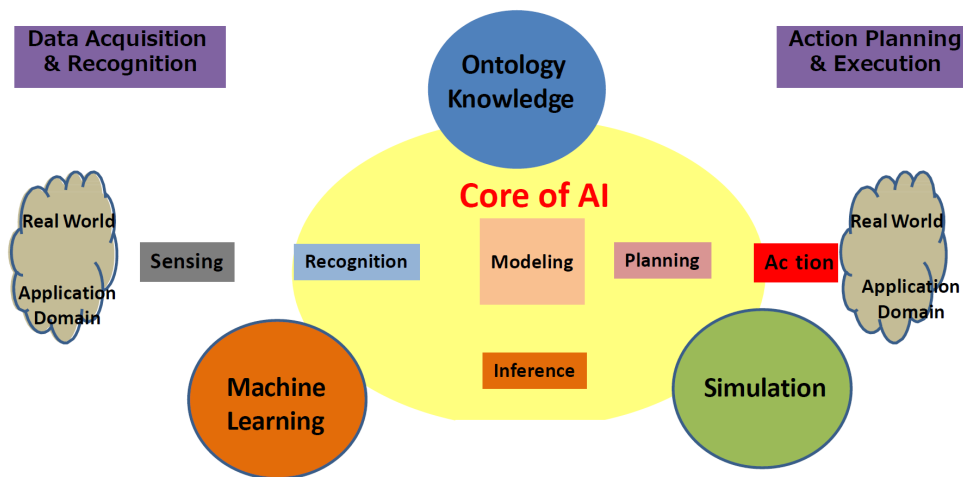 Data Acquisition
& Recognition
Ontology
Knowledge
Action Planning
& Execution
Core of AI
Real World
Application
Domain
Sensing
Recognition
Modeling
Planning
Ac tion
Real World
Application
Domain
Machine
Learning
Inference
Simulation